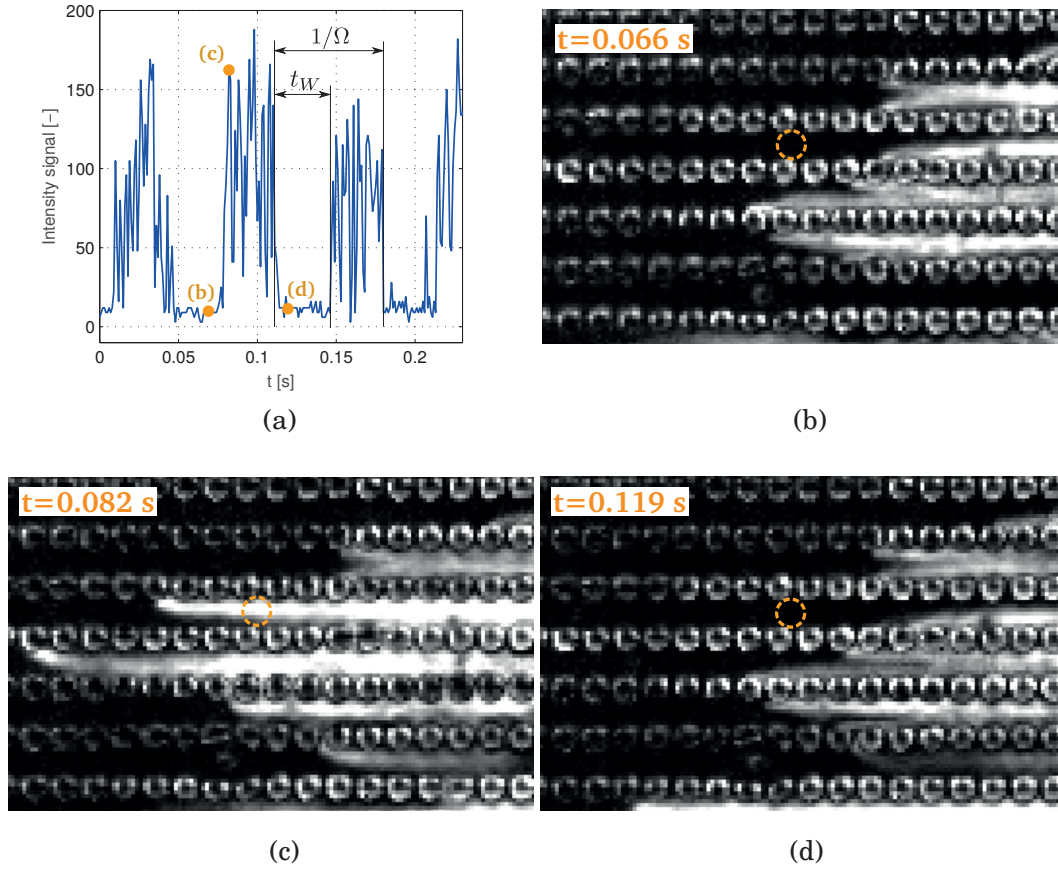 200
150
100
50
0
Intensity signal [−]
(c)
1/Ω
t_W
(b)
(d)
0
0.05
0.1
0.15
0.2
t [s]
(a)
t=0.066 s
(b)
t=0.082 s
(c)
t=0.119 s
(d)